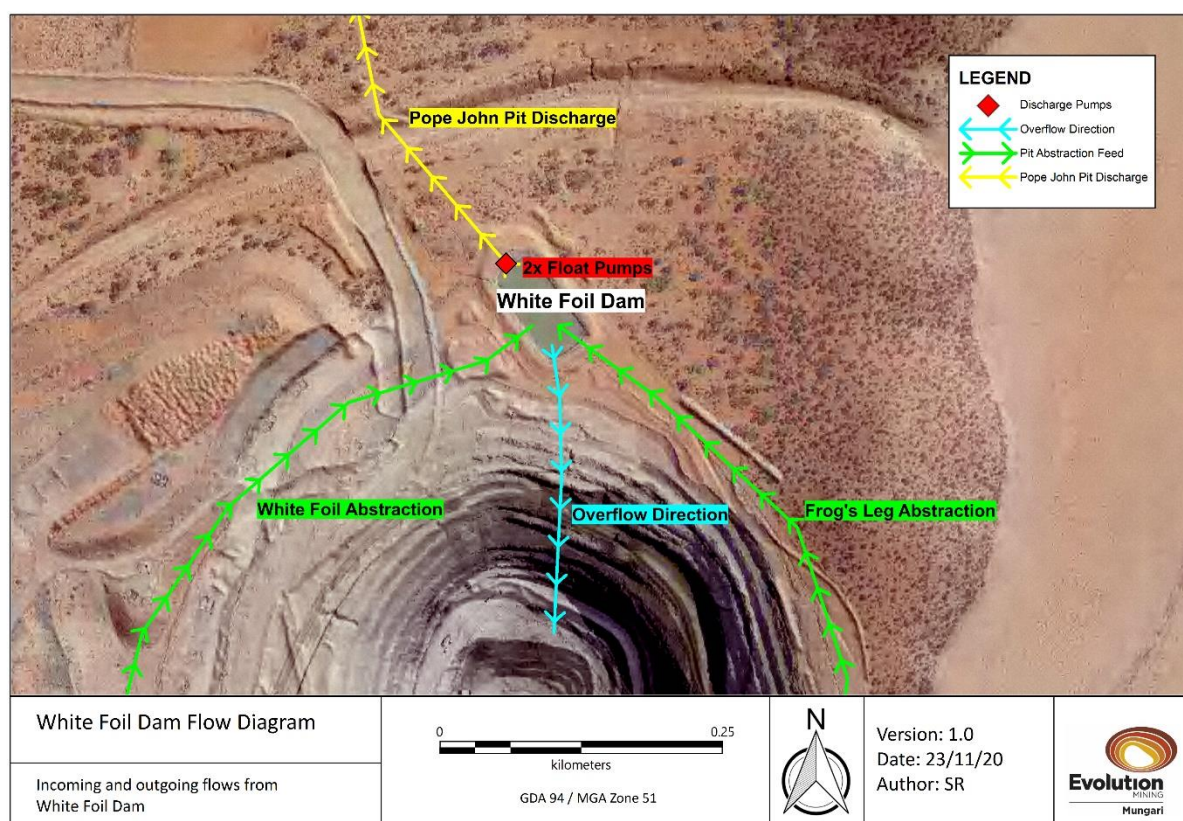 Pope John Pit Discharge
LEGEND
Discharge Pumps
Overflow Direction
Pit Abstraction Feed
Pope John Pit Discharge
2x Float Pumps
White Foil Dam
White Foil Abstraction
Overflow Direction
Frog's Leg Abstraction
White Foil Dam Flow Diagram
Incoming and outgoing flows from
White Foil Dam
0 0.25
kilometers
GDA 94 / MGA Zone 51
N
Version: 1.0
Date: 23/11/20
Author: SR
Evolution
MINING
Mungari